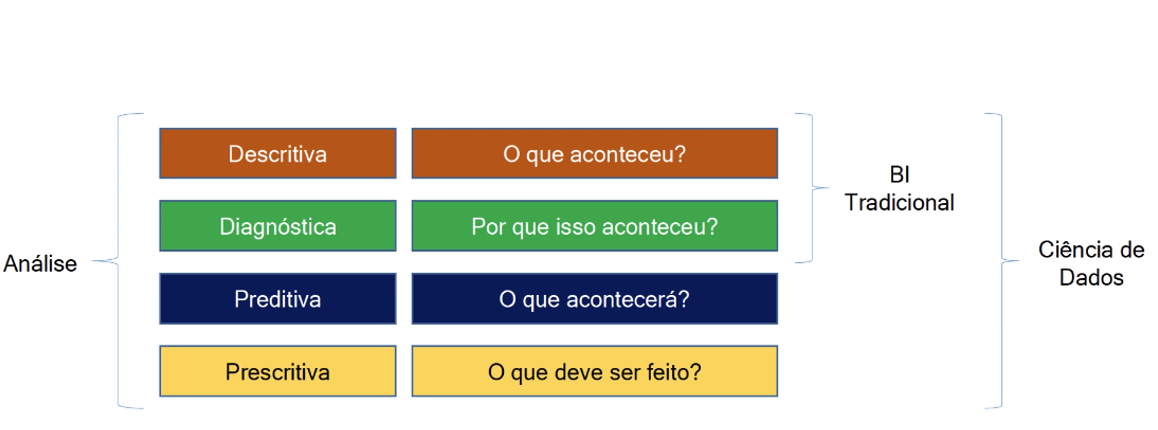 Descritiva
O que aconteceu?
BI
Tradicional
Diagnóstica
Por que isso aconteceu?
Análise
Ciência de
Dados
Preditiva
O que acontecerá?
Prescritiva
O que deve ser feito?